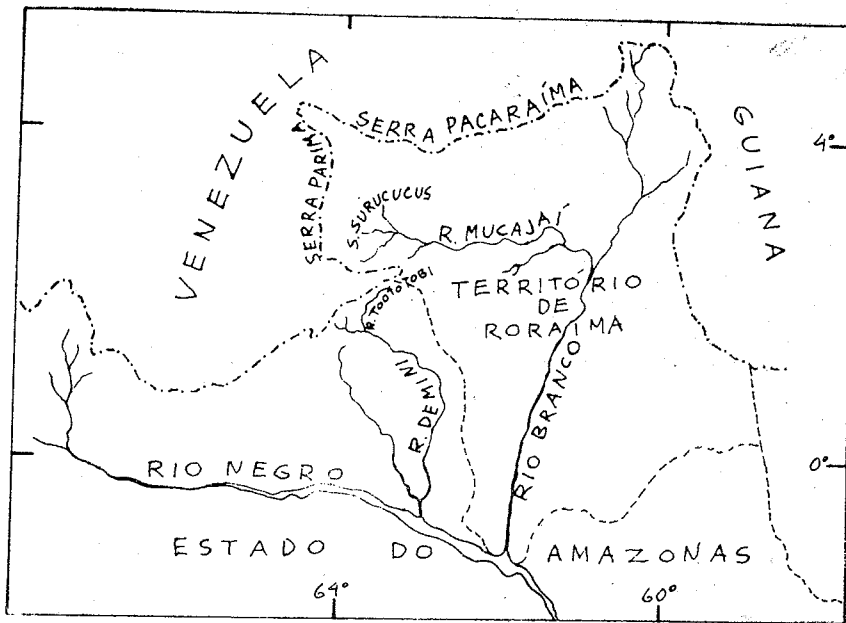 VENEZUELA
SERRA PACARAÍMA
GUIANA
4°
SERRA PARIMA
S. SURUCUCUS
R. MUCAJAÍ
R. TOOTOTOBI
TERRITÓRIO
DE
RORAIMA
R. DEMINI
RIO BRANCO
RIO NEGRO
0°
ESTADO DO AMAZONAS
64°
60°